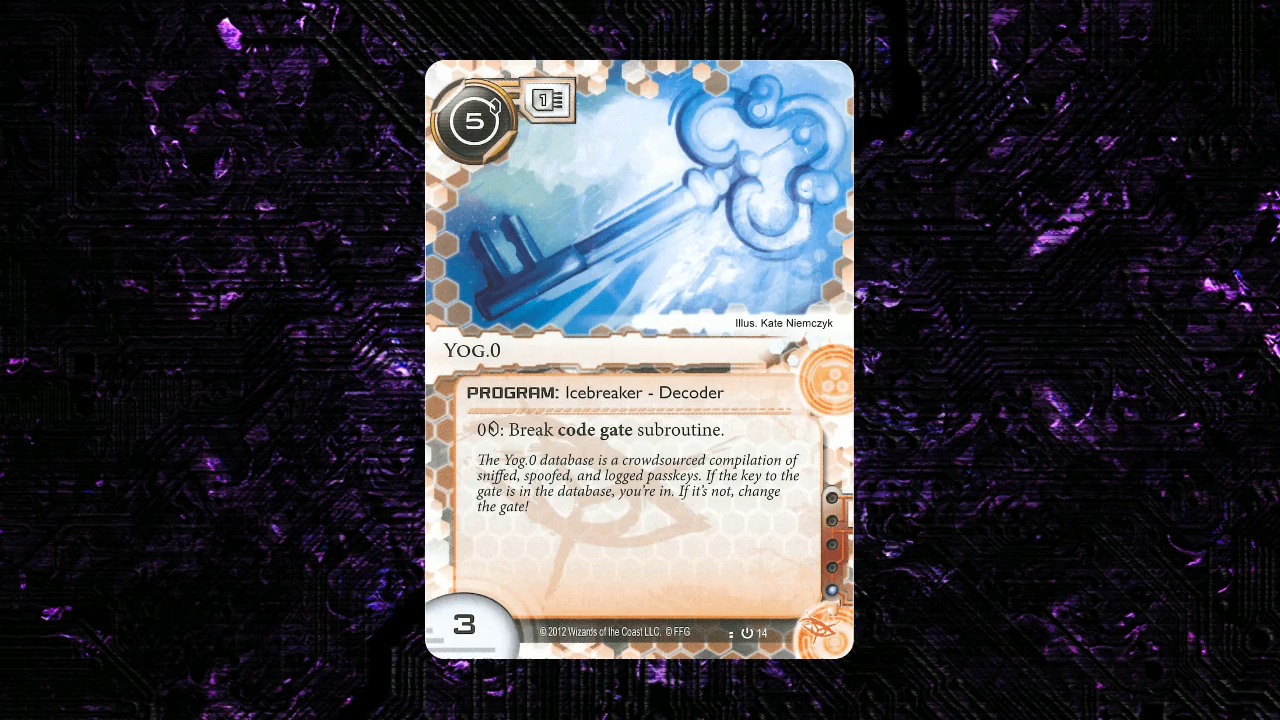 5
1
Illus. Kate Niemczyk
Yog.0
PROGRAM: Icebreaker - Decoder
0: Break code gate subroutine.
The Yog.0 database is a crowdsourced compilation of
sniffed, spoofed, and logged passkeys. If the key to the
gate is in the database, you're in. If it's not, change
the gate!
3
© 2012 Wizards of the Coast LLC. © FFG
14